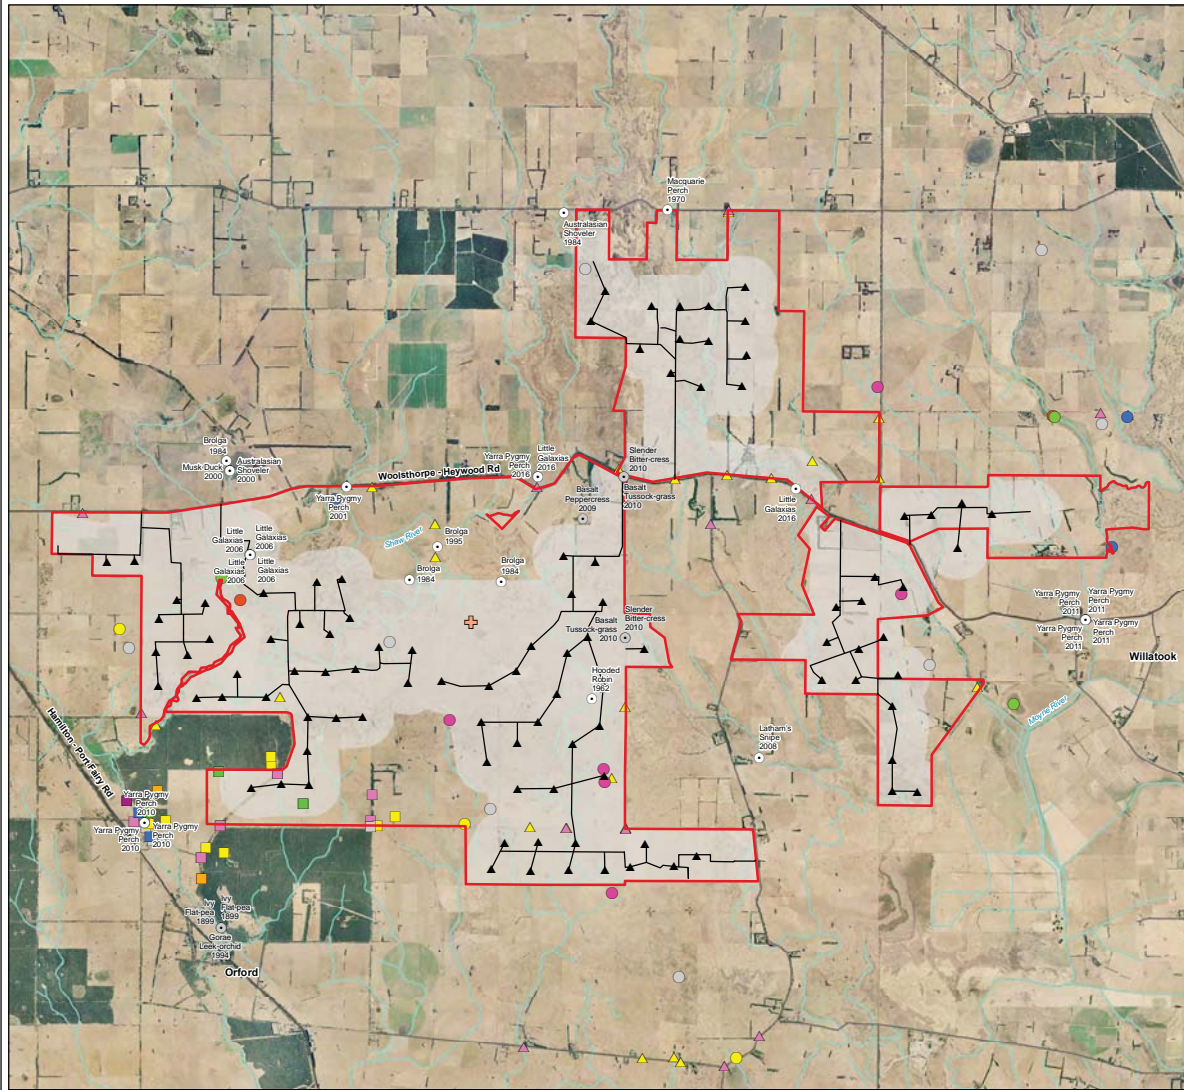 Macquarie
Perch
1970
Australasian
Shoveler
1984
Brolga
1984
Musk Duck
2000
Australasian
Shoveler
2000
Woolsthorpe - Heywood Rd
Yarra Pygmy
Perch
2001
Yarra Pygmy
Perch
2016
Little
Galaxias
2016
Slender
Bitter-cress
2010
Basalt
Tussock-grass
2010
Basalt
Peppercress
2009
Little
Galaxias
2016
Shaw River
Brolga
1995
Brolga
1984
Brolga
1984
Little
Galaxias
2006
Little
Galaxias
2006
Little
Galaxias
2006
Little
Galaxias
2006
Slender
Bitter-cress
2010
Basalt
Tussock-grass
2010
Yarra Pygmy
Perch
2011
Yarra Pygmy
Perch
2011
Yarra Pygmy
Perch
2011
Yarra Pygmy
Perch
2011
Willatook
Hooded
Robin
1962
Moyne River
Latham's
Snipe
2008
Hamilton - Port Fairy Rd
Yarra Pygmy
Perch
2010
Yarra Pygmy
Perch
2010
Yarra Pygmy
Perch
2010
Ivy
Flat-pea
1899
Ivy
Flat-pea
1899
Gorae
Leek-orchid
1994
Orford